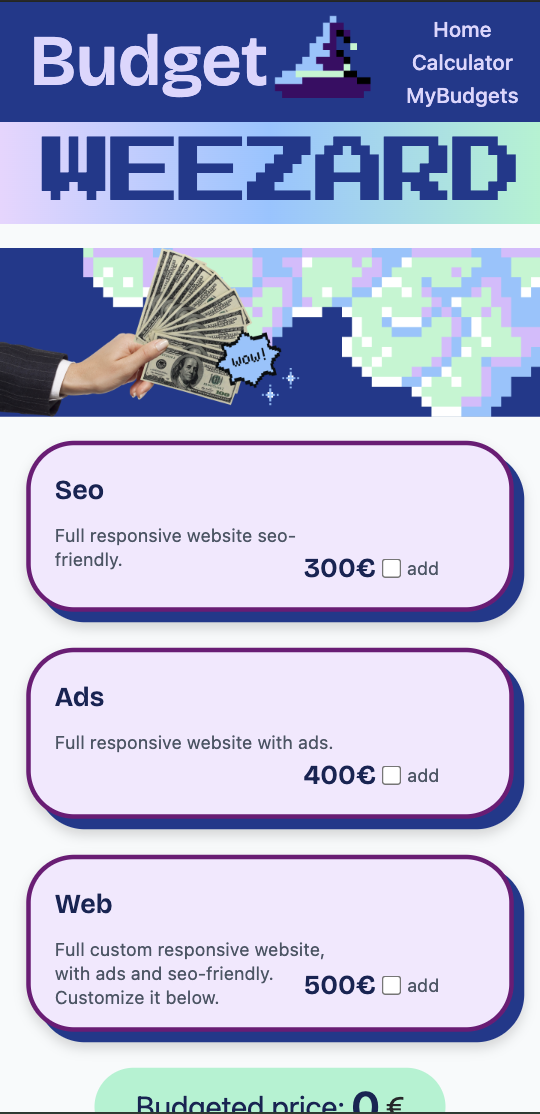 Budget
Home
Calculator
MyBudgets
WEEZARD
WOW!
100
Seo
Full responsive website seo-
friendly.
300€ add
Ads
Full responsive website with ads.
400€ add
Web
Full custom responsive website,
with ads and seo-friendly.
Customize it below.
500€ add
Budgeted price: 0 €